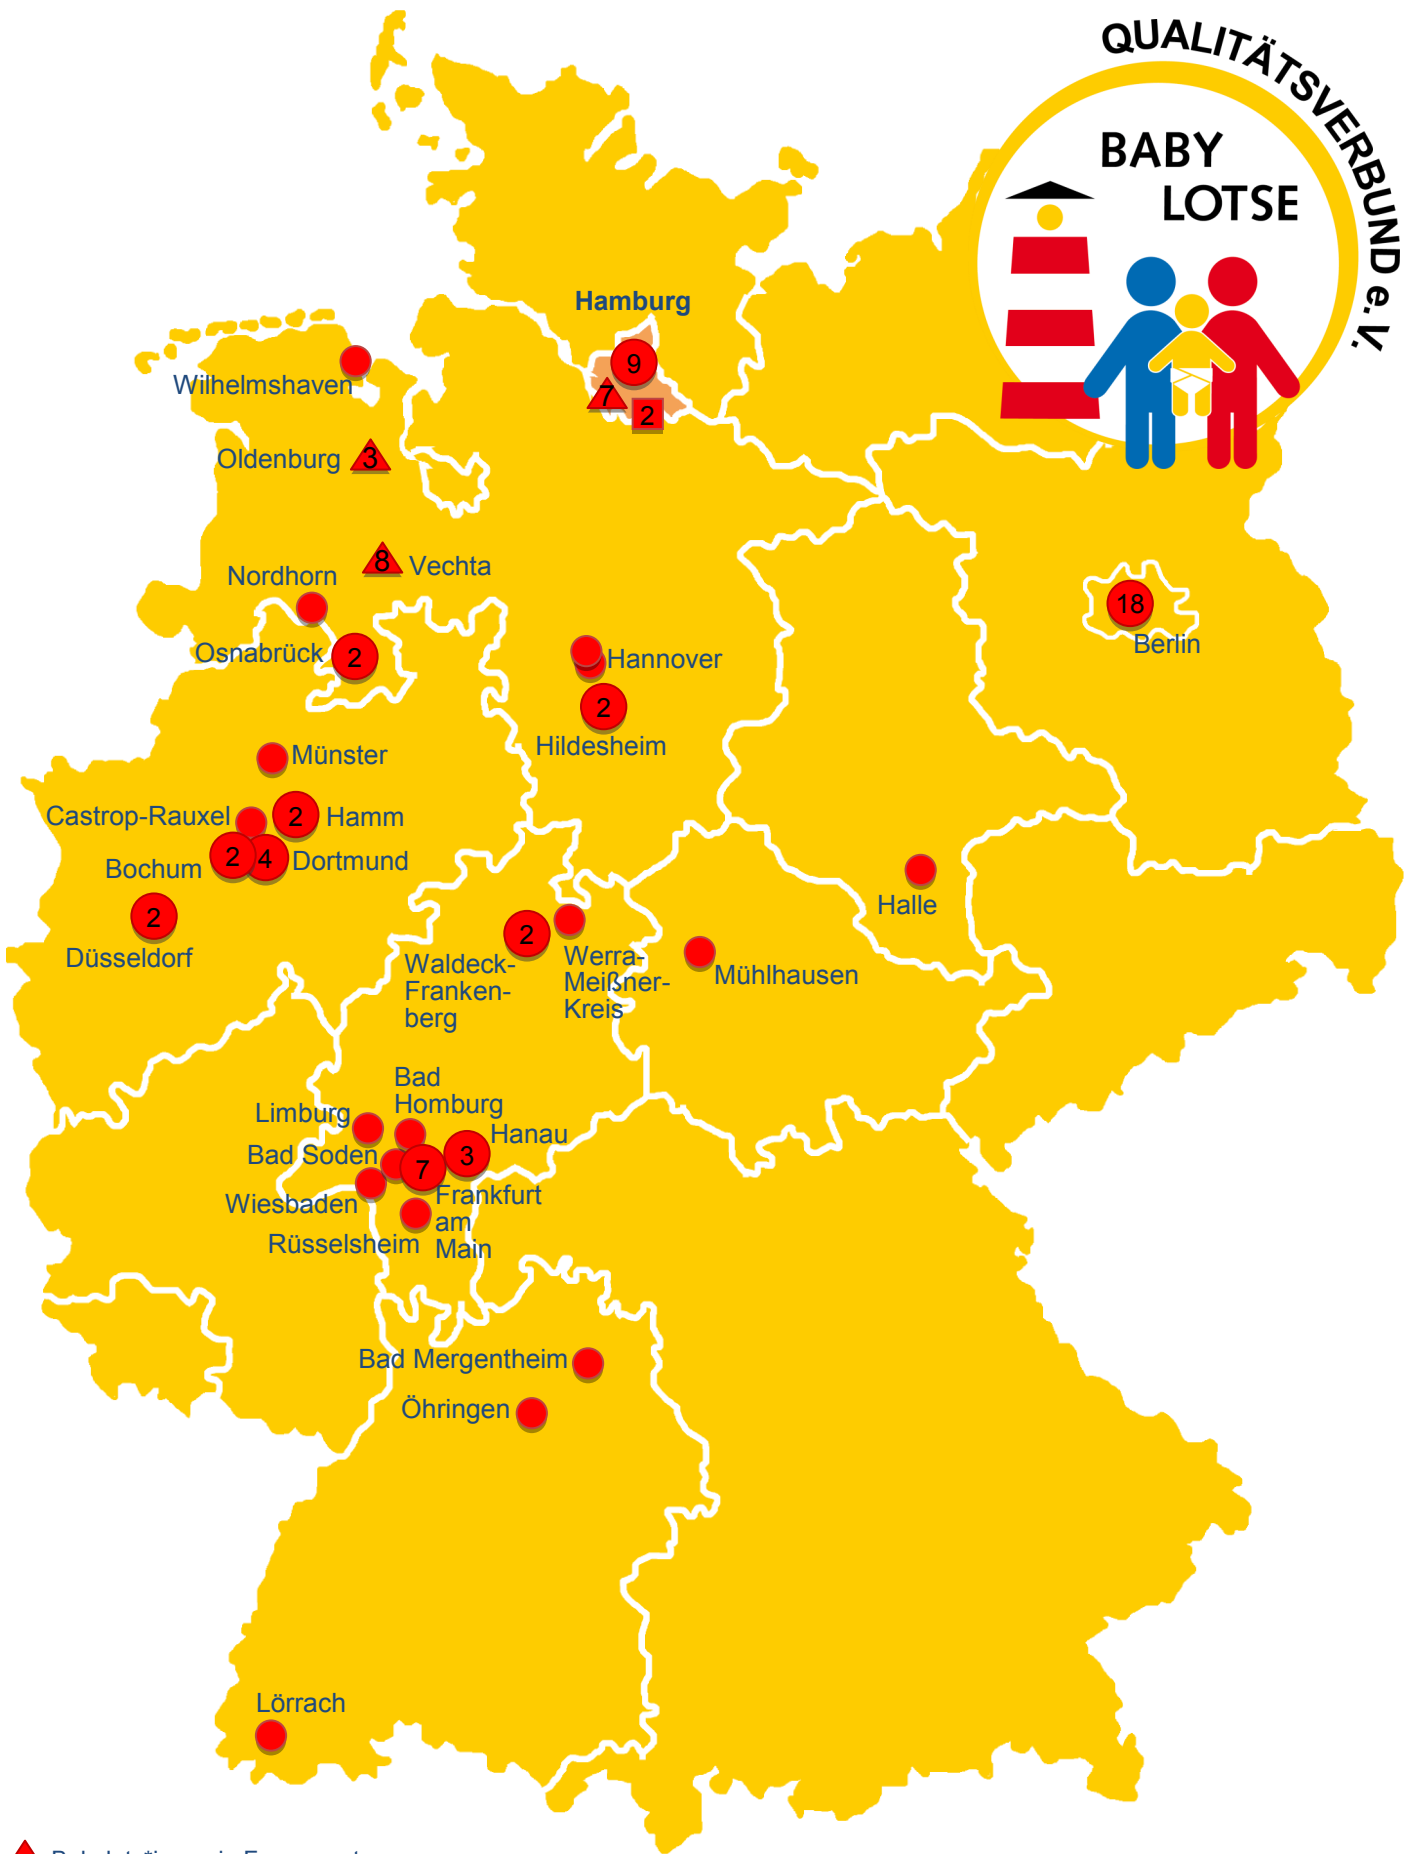 QUALITÄTSVERBUND e.V.
BABY
LOTSE
Hamburg
9
7
2
Wilhelmshaven
Oldenburg
3
8
Vechta
Nordhorn
Osnabrück
2
18
Berlin
Hannover
2
Hildesheim
Münster
Castrop-Rauxel
2
Hamm
Bochum
2
4
Dortmund
2
Düsseldorf
Halle
2
Waldeck-
Franken-
berg
Werra-
Meißner-
Kreis
Mühlhausen
Bad
Homburg
Limburg
Hanau
3
Bad Soden
7
Wiesbaden
Frankfurt
am
Main
Rüsselsheim
Bad Mergentheim
Öhringen
Lörrach